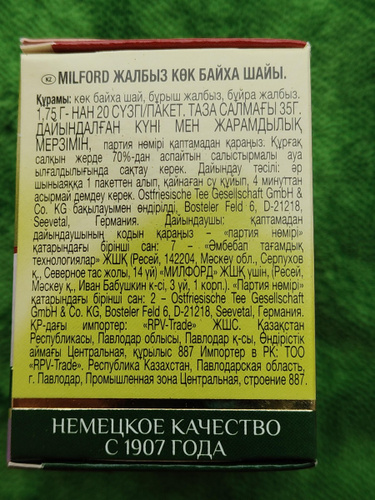 KZ MILFORD ЖАЛБЫЗ КӨК БАЙХА ШАЙЫ.
Құрамы: көк байха шай, бұрыш жалбыз, бұйра жалбыз.
1,75 Г- НАН 20 СҮЗГІ/ПАКЕТ. ТАЗА САЛМАҒЫ 35Г.
ДАЙЫНДАЛҒАН КҮНІ МЕН ЖАРАМДЫЛЫҚ
МЕРЗІМІН, партия нөмірі қаптамадан қараңыз. Құрғақ
салқын жерде 70%-дан аспайтын салыстырмалы ауа
ылғалдылығында сақтау керек. Дайындау тәсілі: әр
шыныаяққа 1 пакеттен алып, қайнаған су құйып, 4 минуттан
асырмай демдеу керек. Ostfriesische Tee Gesellschaft GmbH &
Co. KG бақылауымен өндірілді, Bosteler Feld 6, D-21218,
Seevetal, Германия. Дайындаушы: қаптамадан
дайындаушының кодын қараңыз - «партия нөмірі»
қатарындағы бірінші сан: 7 – «Әмбебап тағамдық
технологиялар» ЖШҚ (Ресей, 142204, Мәскеу обл., Серпухов
қ., Северное тас жолы, 14 үй) «МИЛФОРД» ЖШҚ үшін, (Ресей,
Мәскеу қ., Иван Бабушкин к-сі, 3 үй, 1 корп.). «Партия нөмірі»
қатарындағы бірінші сан: 2 – Ostfriesische Tee Gesellschaft
GmbH & Co. KG, Bosteler Feld 6, D-21218, Seevetal, Германия.
ҚР-дағы импортер: «RPV-Trade» ЖШС. Қазақстан
Республикасы, Павлодар облысы, Павлодар қ-сы, Өндірістік
аймағы Центральная, құрылыс 887 Импортер в РК: ТОО
«RPV-Trade». Республика Казахстан, Павлодарская область,
г. Павлодар, Промышленная зона Центральная, строение 887.
НЕМЕЦКОЕ КАЧЕСТВО
С 1907 ГОДА